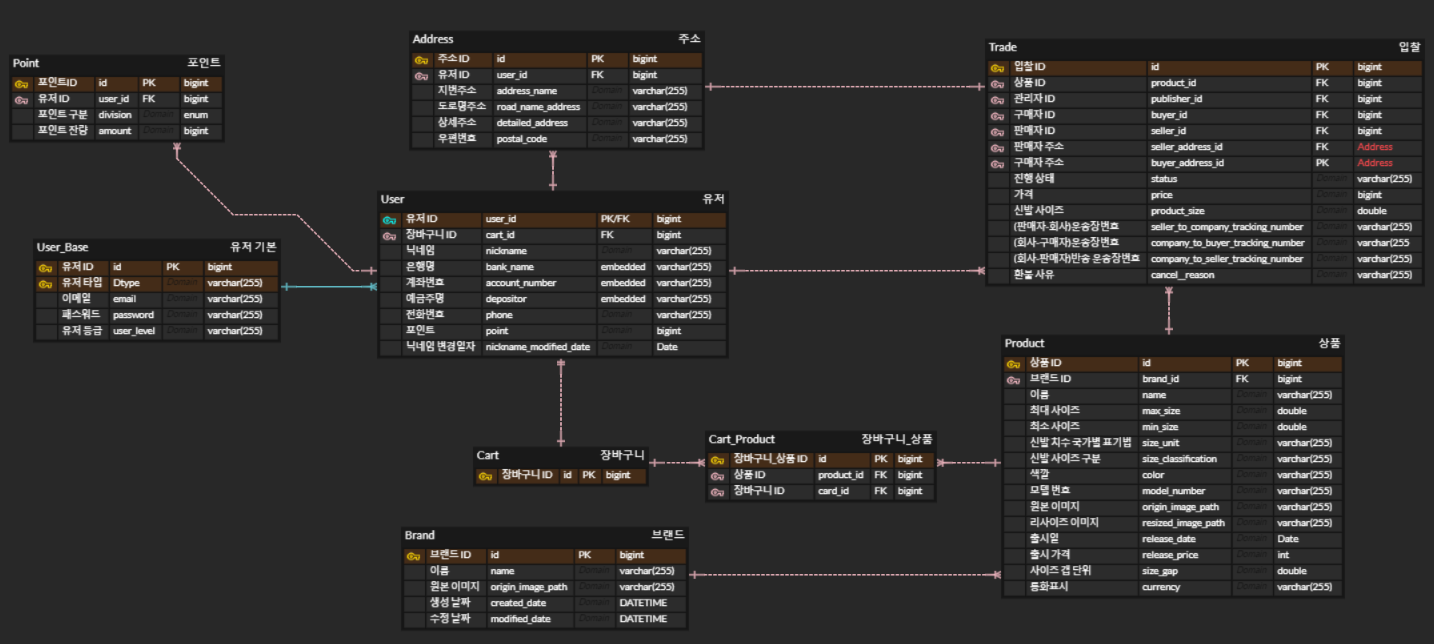 Point 포인트
포인트ID id PK bigint
유저ID user_id FK bigint
포인트 구분 division Domain enum
포인트 잔량 amount Domain bigint
Address 주소
주소 ID id PK bigint
유저 ID user_id FK bigint
지번주소 address_name Domain varchar(255)
도로명주소 road_name_address Domain varchar(255)
상세주소 detailed_address Domain varchar(255)
우편번호 postal_code Domain varchar(255)
Trade 입찰
입찰 ID id PK bigint
상품 ID product_id FK bigint
관리자 ID publisher_id FK bigint
구매자 ID buyer_id FK bigint
판매자 ID seller_id FK bigint
판매자 주소 seller_address_id FK Address
구매자 주소 buyer_address_id PK Address
진행 상태 status Domain varchar(255)
가격 price Domain bigint
신발 사이즈 product_size Domain double
(판매자-회사)운송장번호 seller_to_company_tracking_number Domain varchar(255)
(회사-구매자)운송장번호 company_to_buyer_tracking_number Domain varchar(255
(회사-판매자)반송 운송장번호 company_to_seller_tracking_number Domain varchar(255)
환불 사유 cancel_reason Domain varchar(255)
User_Base 유저 기본
유저 ID id PK bigint
유저 타입 Dtype Domain varchar(255)
이메일 email Domain varchar(255)
패스워드 password Domain varchar(255)
유저 등급 user_level Domain varchar(255)
User 유저
유저 ID user_id PK/FK bigint
장바구니 ID cart_id FK bigint
닉네임 nickname Domain varchar(255)
은행명 bank_name embedded varchar(255)
계좌번호 account_number embedded varchar(255)
예금주명 depositor embedded varchar(255)
전화번호 phone Domain varchar(255)
포인트 point Domain bigint
닉네임 변경일자 nickname_modified_date Domain Date
Cart 장바구니
장바구니 ID id PK bigint
Cart_Product 장바구니_상품
장바구니_상품 ID id PK bigint
상품 ID product_id FK bigint
장바구니 ID card_id FK bigint
Product 상품
상품 ID id PK bigint
브랜드 ID brand_id FK bigint
이름 name Domain varchar(255)
최대 사이즈 max_size Domain double
최소 사이즈 min_size Domain double
신발 치수 국가별 표기법 size_unit Domain varchar(255)
신발 사이즈 구분 size_classification Domain varchar(255)
색깔 color Domain varchar(255)
모델 번호 model_number Domain varchar(255)
원본 이미지 origin_image_path Domain varchar(255)
리사이즈 이미지 resized_image_path Domain varchar(255)
출시일 release_date Domain Date
출시 가격 release_price Domain int
사이즈 갭 단위 size_gap Domain double
통화표시 currency Domain varchar(255)
Brand 브랜드
브랜드 ID id PK bigint
이름 name Domain varchar(255)
원본 이미지 origin_image_path Domain varchar(255)
생성 날짜 created_date Domain DATETIME
수정 날짜 modified_date Domain DATETIME